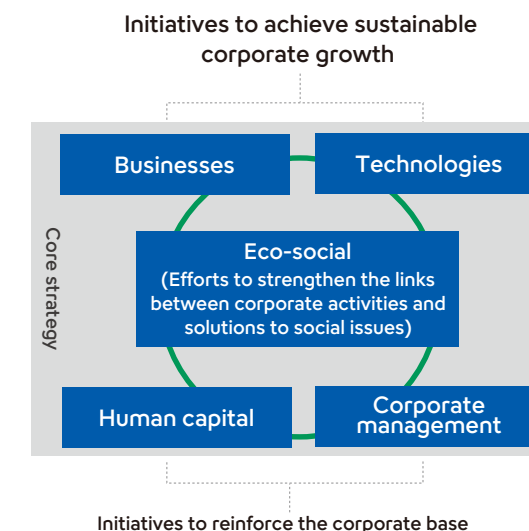 Initiatives to achieve sustainable
corporate growth
Businesses
Technologies
Core strategy
Eco-social
(Efforts to strengthen the links
between corporate activities and
solutions to social issues)
Human capital
Corporate
management
Initiatives to reinforce the corporate base